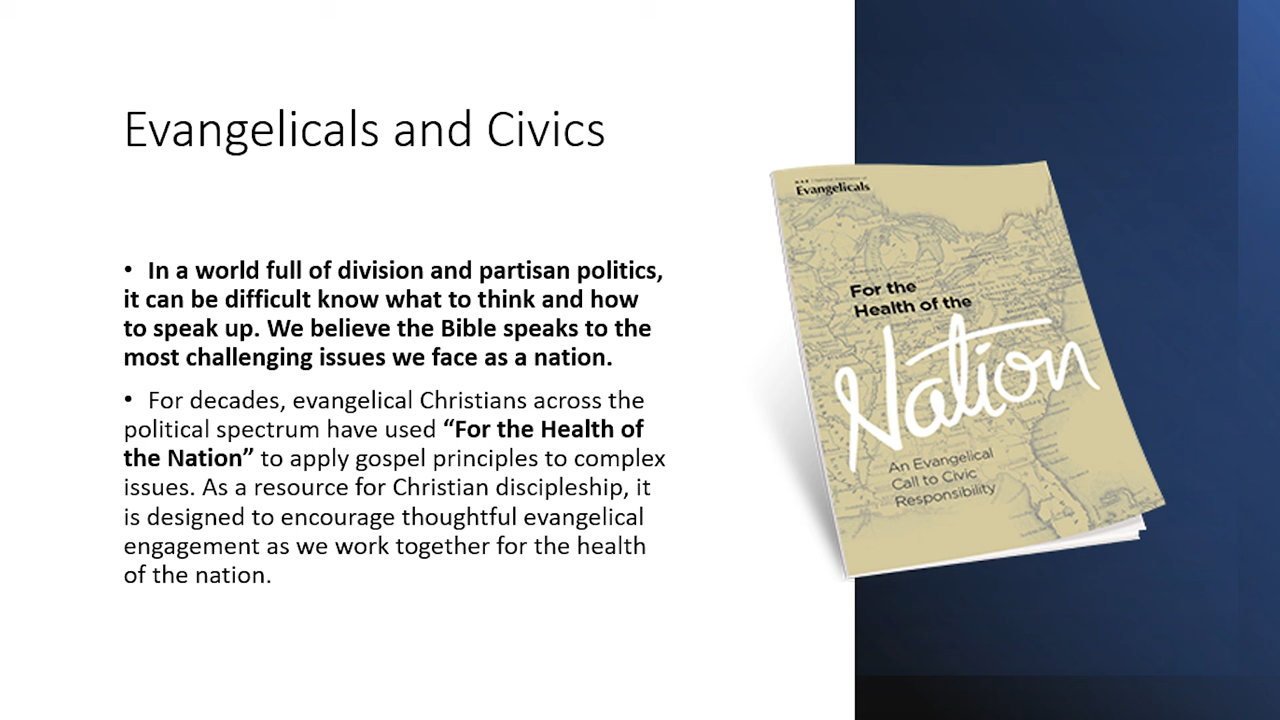 Evangelicals and Civics
• In a world full of division and partisan politics,
it can be difficult know what to think and how
to speak up. We believe the Bible speaks to the
most challenging issues we face as a nation.
• For decades, evangelical Christians across the
political spectrum have used “For the Health of
the Nation” to apply gospel principles to complex
issues. As a resource for Christian discipleship, it
is designed to encourage thoughtful evangelical
engagement as we work together for the health
of the nation.
Evangelicals
For the
Health of the
Nation
An Evangelical
Call to Civic
Responsibility